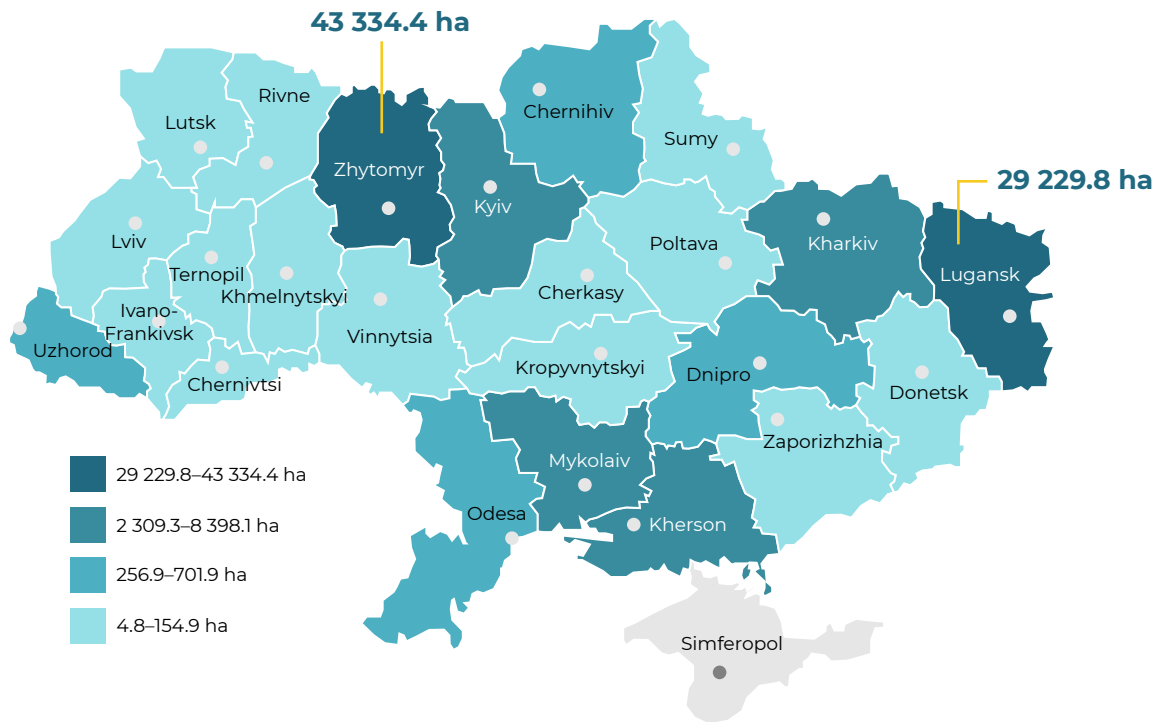 43 334.4 ha
Rivne
Chernihiv
Lutsk
Sumy
Zhytomyr
29 229.8 ha
Kyiv
Lviv
Poltava
Kharkiv
Ternopil
Lugansk
Khmelnytskyi
Cherkasy
Ivano-
Frankivsk
Vinnytsia
Uzhorod
Kropyvnytskyi
Dnipro
Chernivtsi
Donetsk
Zaporizhzhia
Mykolaiv
29 229.8–43 334.4 ha
Odesa
Kherson
2 309.3–8 398.1 ha
256.9–701.9 ha
4.8–154.9 ha
Simferopol